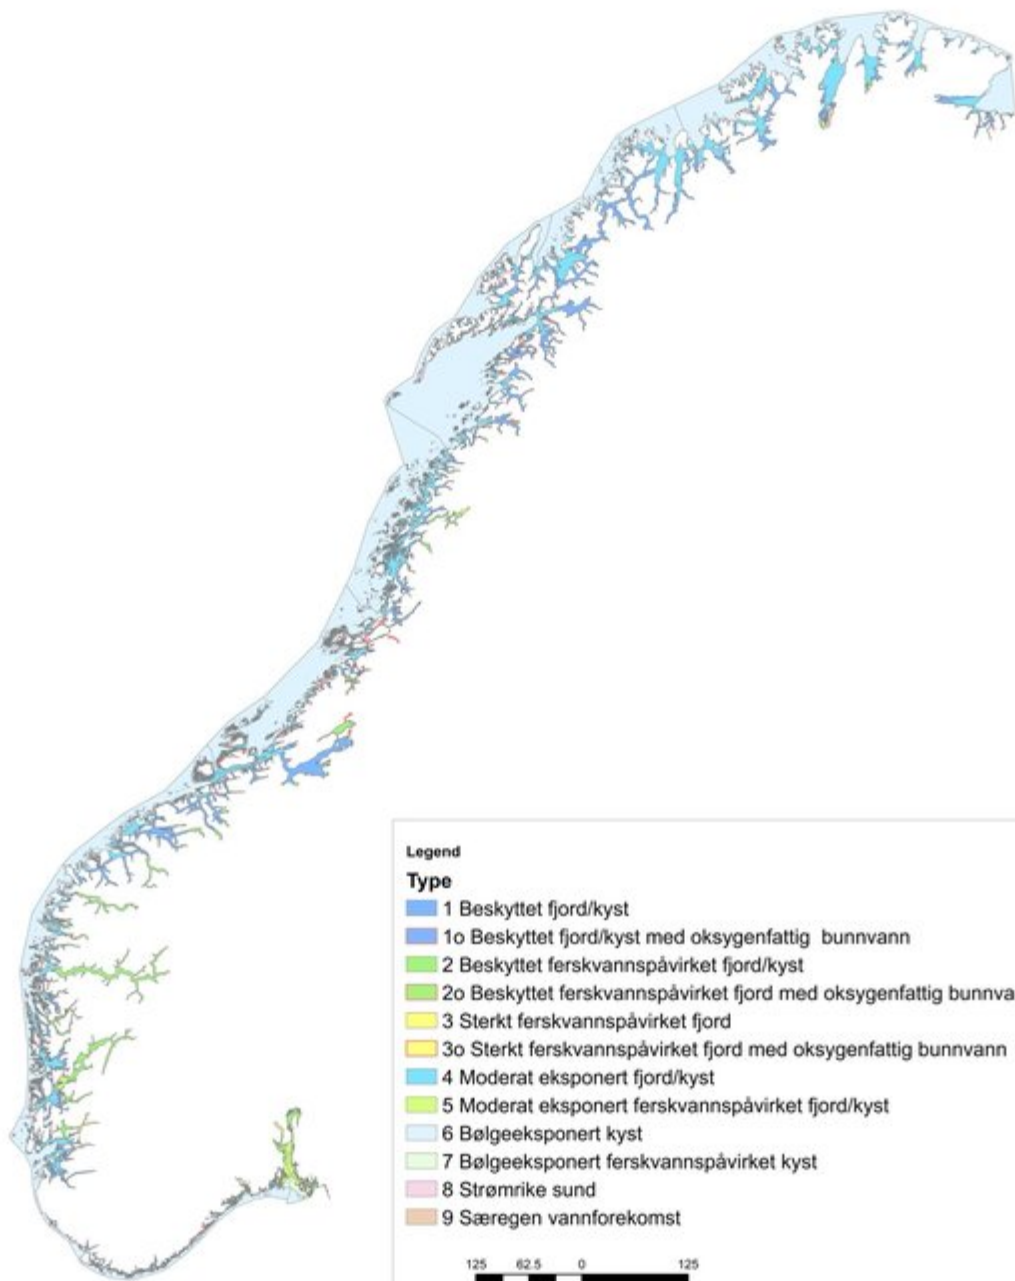 Legend
Type
1 Beskyttet fjord/kyst
1o Beskyttet fjord/kyst med oksygenfattig bunnvann
2 Beskyttet ferskvannspåvirket fjord/kyst
2o Beskyttet ferskvannspåvirket fjord med oksygenfattig bunnva
3 Sterkt ferskvannspåvirket fjord
3o Sterkt ferskvannspåvirket fjord med oksygenfattig bunnvann
4 Moderat eksponert fjord/kyst
5 Moderat eksponert ferskvannspåvirket fjord/kyst
6 Bølgeeksponert kyst
7 Bølgeeksponert ferskvannspåvirket kyst
8 Strømrike sund
9 Særegen vannforekomst
125 62.5 0 125